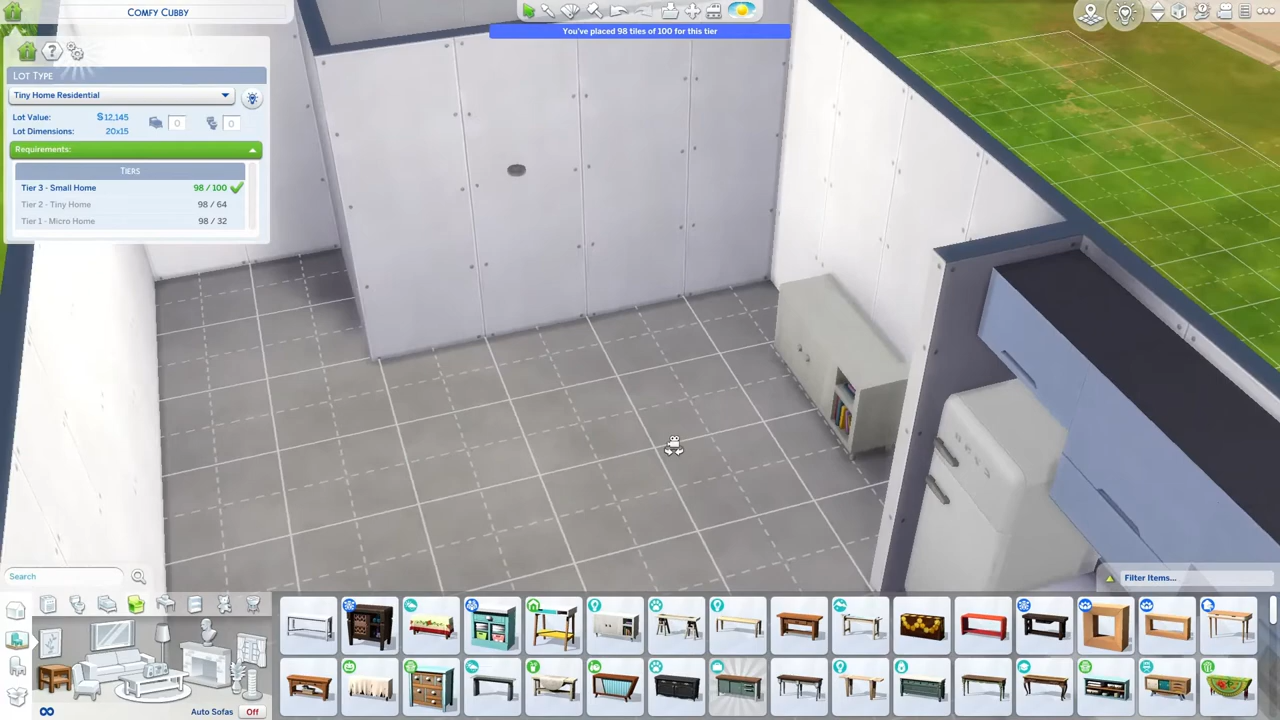 COMFY CUBBY
You've placed 98 tiles of 100 for this tier
LOT TYPE
Tiny Home Residential
Lot Value: §12,145
0
0
Lot Dimensions: 20x15
Requirements:
TIERS
Tier 3 - Small Home 98 / 100
Tier 2 - Tiny Home 98 / 64
Tier 1 - Micro Home 98 / 32
Search
Filter Items...
Auto Sofas Off